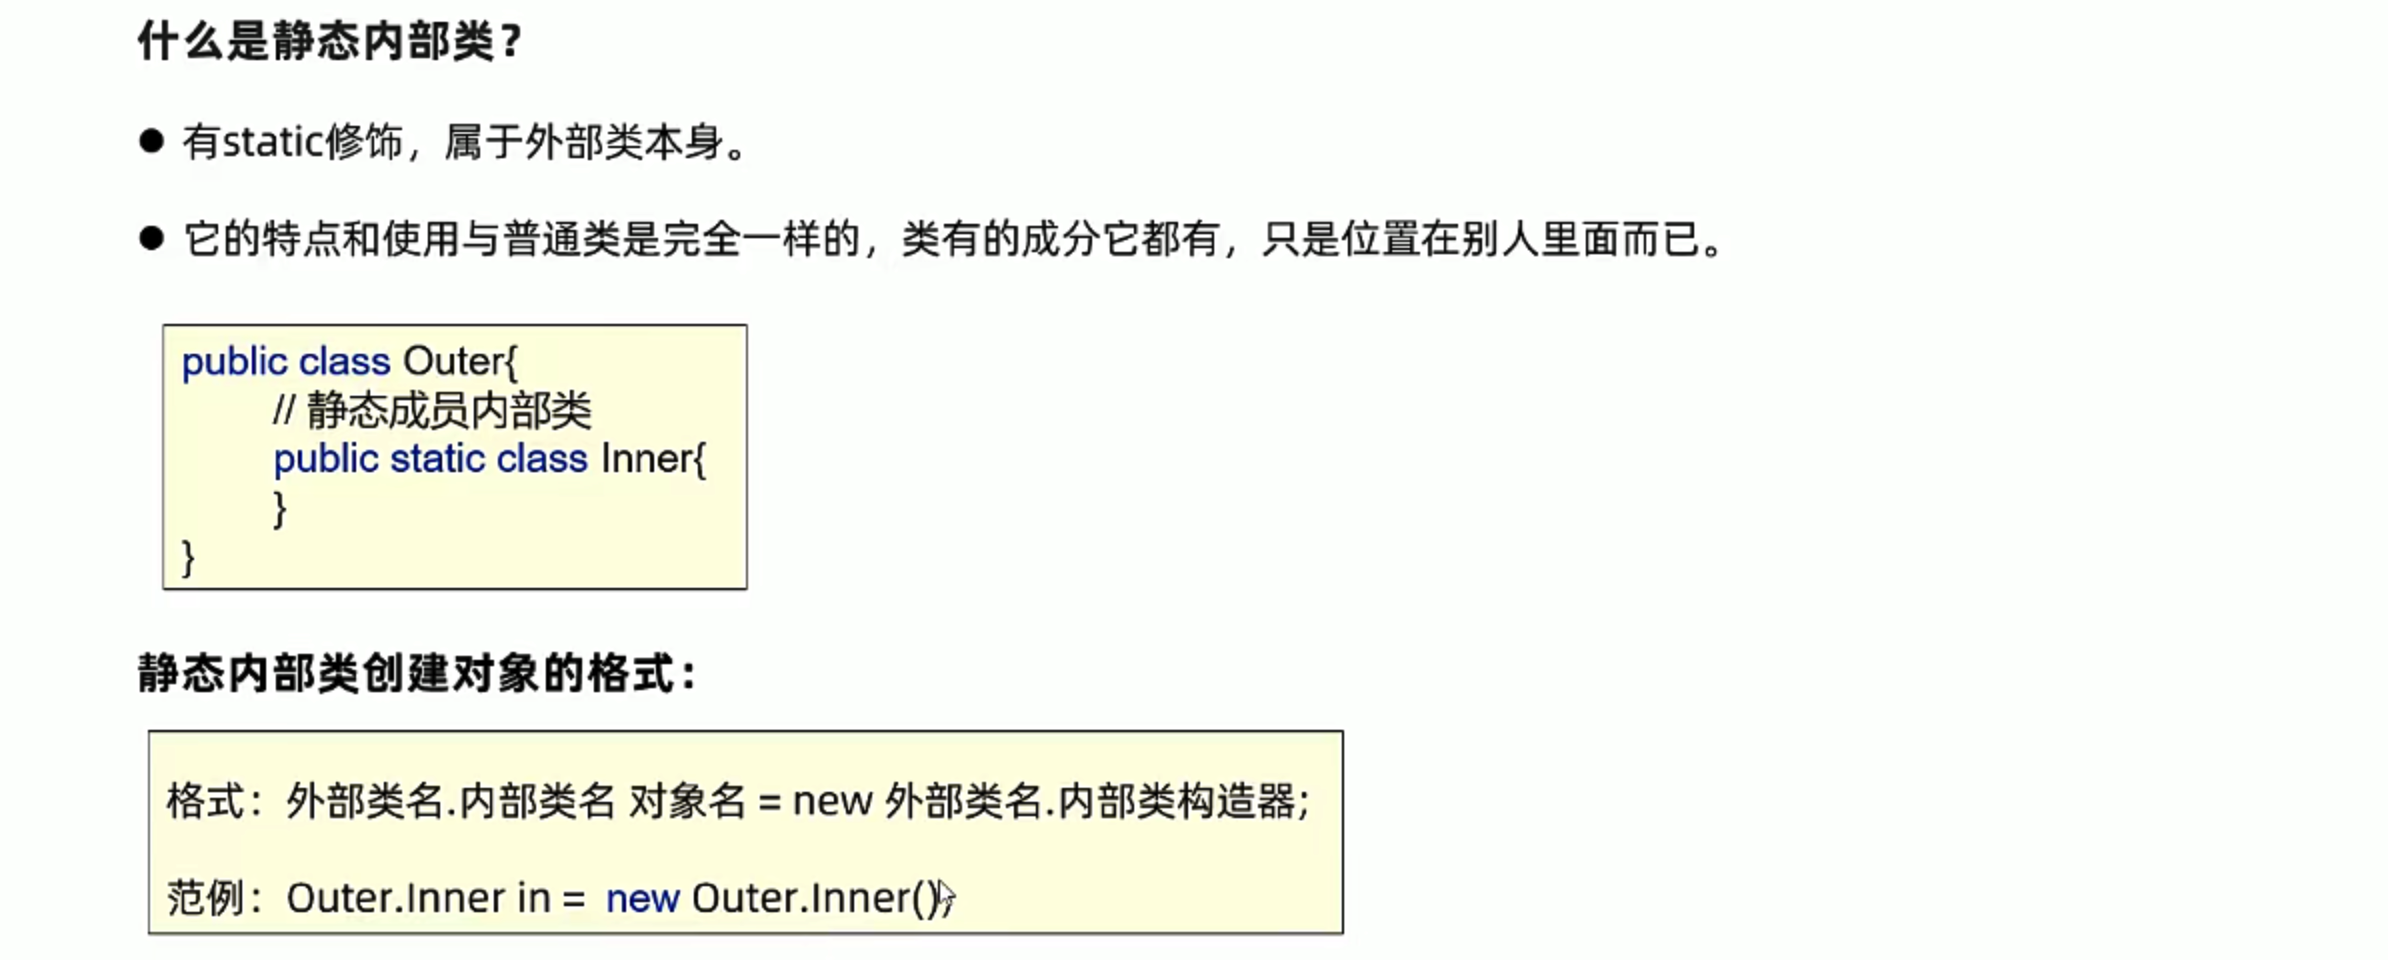 什么是静态内部类?
● 有static修饰，属于外部类本身。
● 它的特点和使用与普通类是完全一样的，类有的成分它都有，只是位置在别人里面而已。
public class Outer{
// 静态成员内部类
public static class Inner{
}
}
静态内部类创建对象的格式：
格式：外部类名.内部类名 对象名 = new 外部类名.内部类构造器;
范例：Outer.Inner in = new Outer.Inner();